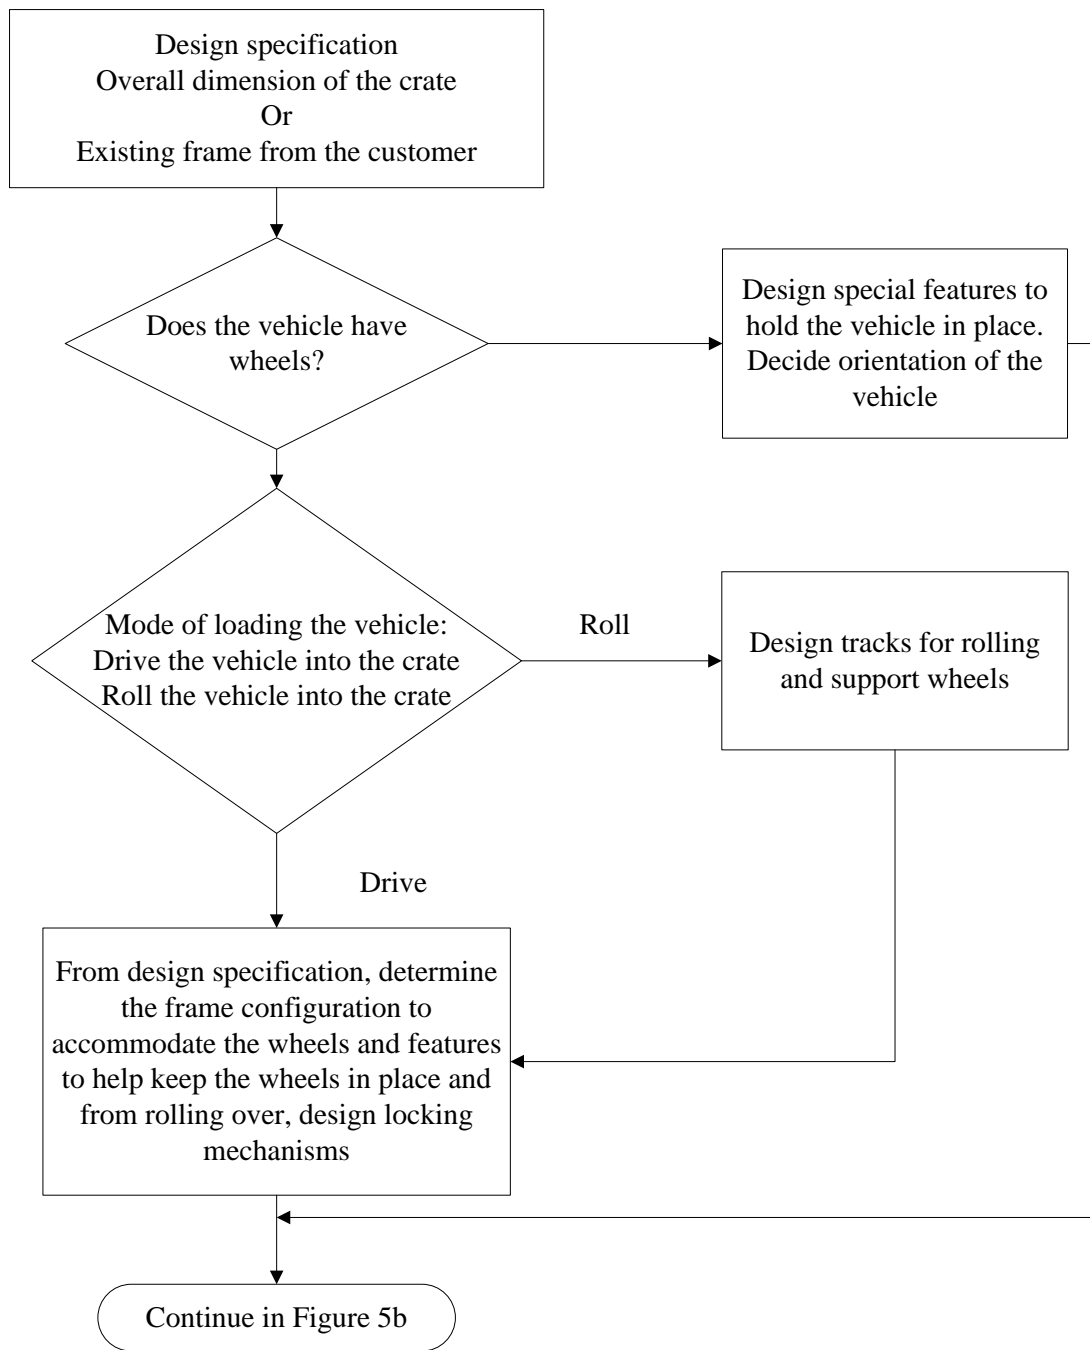 Design specification
Overall dimension of the crate
Or
Existing frame from the customer
Does the vehicle have
wheels?
Design special features to
hold the vehicle in place.
Decide orientation of the
vehicle
Mode of loading the vehicle:
Drive the vehicle into the crate
Roll the vehicle into the crate
Roll
Design tracks for rolling
and support wheels
Drive
From design specification, determine
the frame configuration to
accommodate the wheels and features
to help keep the wheels in place and
from rolling over, design locking
mechanisms
Continue in Figure 5b